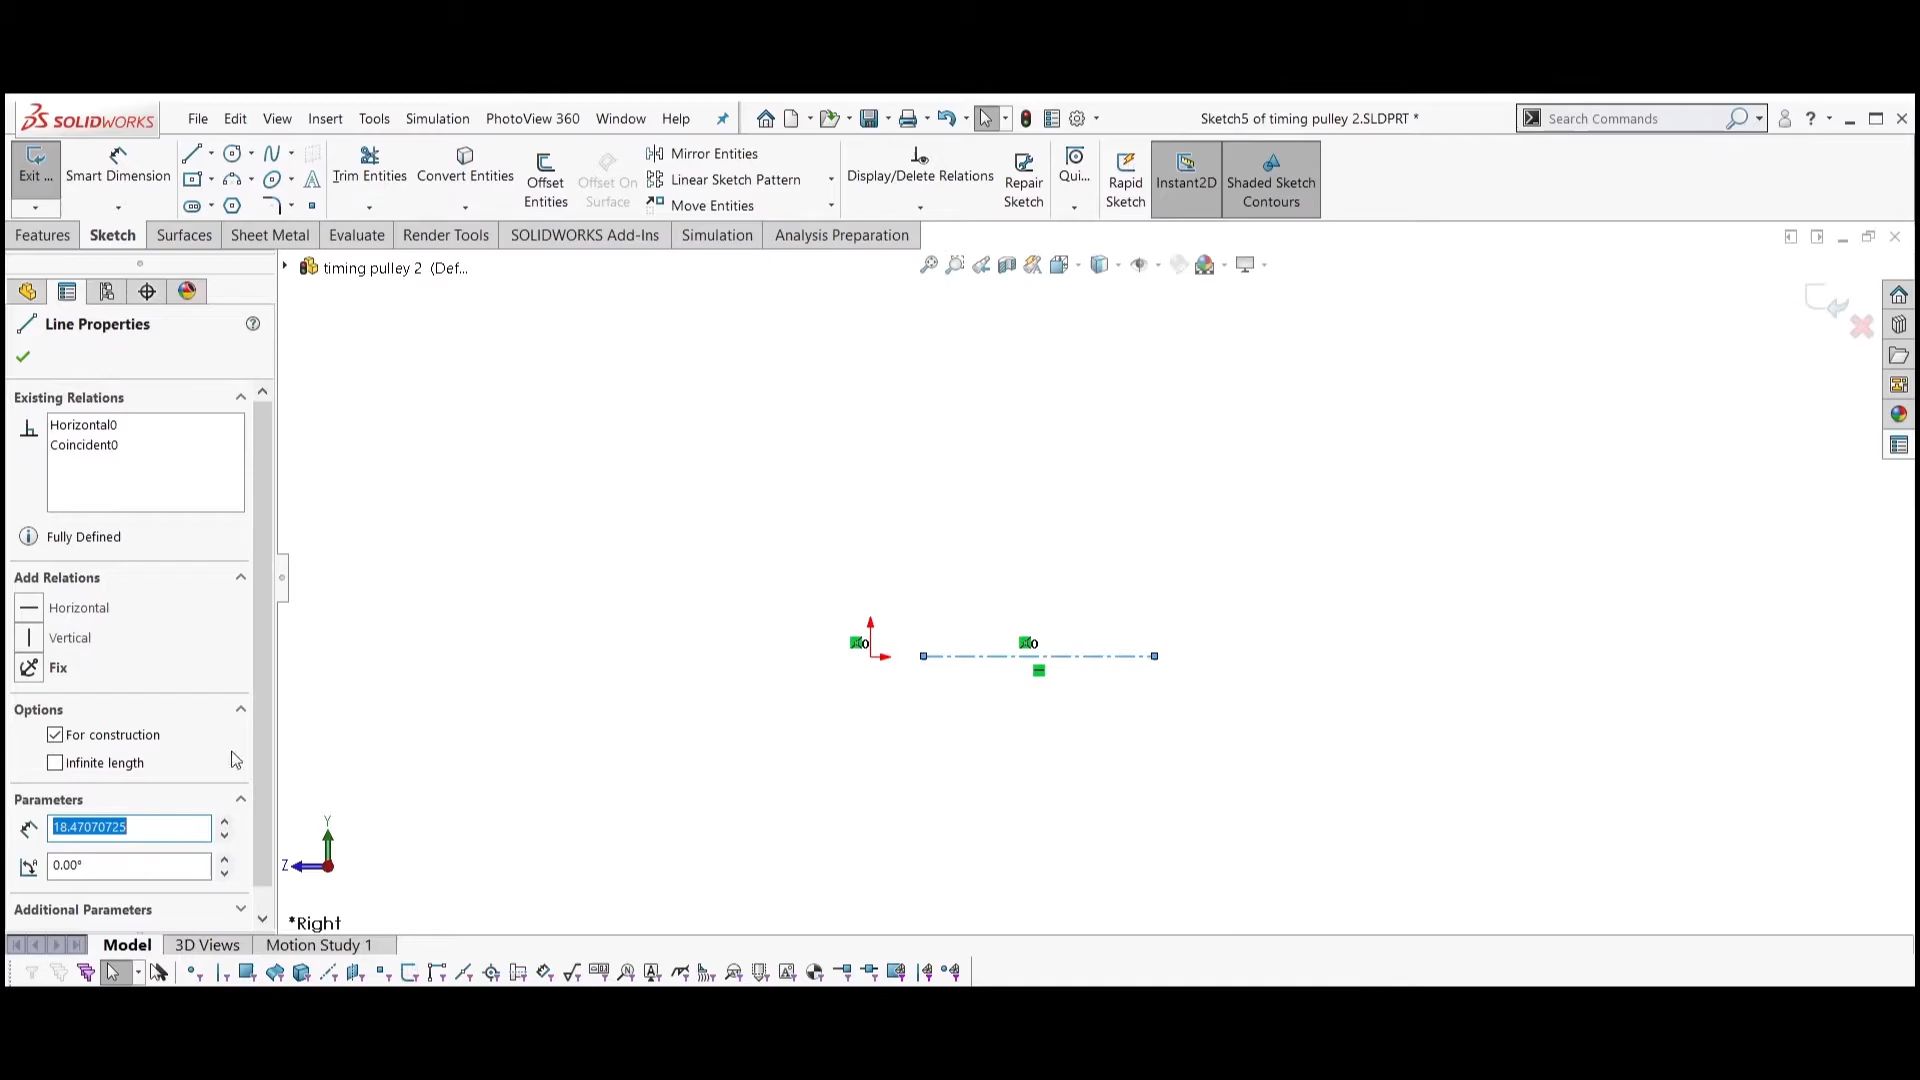 SOLIDWORKS File Edit View Insert Tools Simulation PhotoView 360 Window Help Sketch5 of timing pulley 2.SLDPRT * Search Commands ?
Exit ... Smart Dimension Trim Entities Convert Entities Offset Entities Offset On Surface Mirror Entities Display/Delete Relations Repair Sketch Qui... Rapid Sketch Instant2D Shaded Sketch Contours
Linear Sketch Pattern
Move Entities
Features Sketch Surfaces Sheet Metal Evaluate Render Tools SOLIDWORKS Add-Ins Simulation Analysis Preparation
timing pulley 2 (Def...
Line Properties
Existing Relations
Horizontal0
Coincident0
Fully Defined
Add Relations
Horizontal
Vertical
Fix
0 0
Options
For construction
Infinite length
Parameters
18.47070725
0.00°
Y
Z
Additional Parameters
*Right
Model 3D Views Motion Study 1